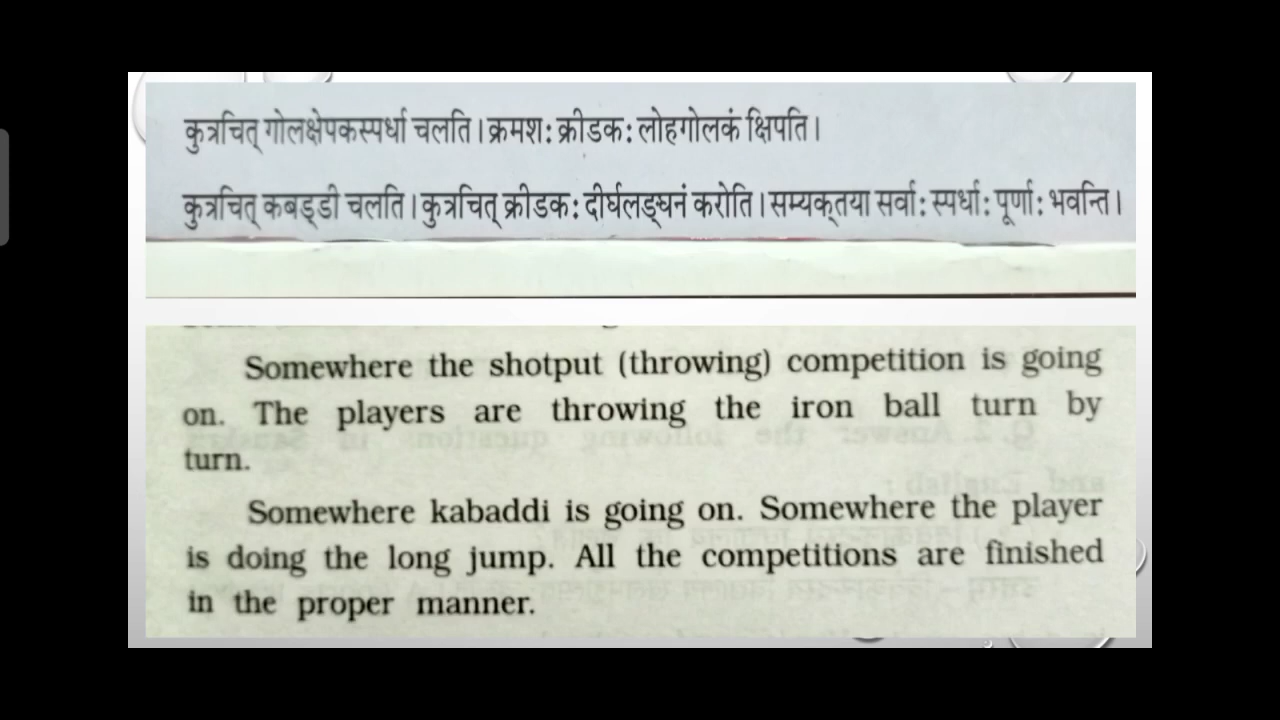 कुत्रचित् गोलक्षेपकस्पर्धा चलति । क्रमशः क्रीडकः लोहगोलकं क्षिपति ।
कुत्रचित् कबड्डी चलति । कुत्रचित् क्रीडकः दीर्घलङ्घनं करोति । सम्यक्तया सर्वाः स्पर्धाः पूर्णाः भवन्ति ।
Somewhere the shotput (throwing) competition is going
on. The players are throwing the iron ball turn by
turn.
Somewhere kabaddi is going on. Somewhere the player
is doing the long jump. All the competitions are finished
in the proper manner.